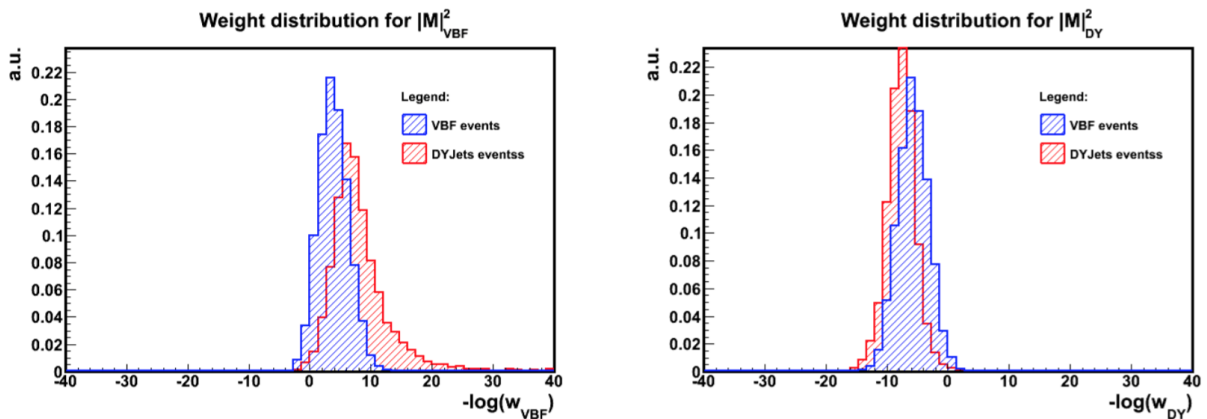 Weight distribution for |M|²_VBF
a.u.
0.22
0.2
0.18
0.16
0.14
0.12
0.1
0.08
0.06
0.04
0.02
0
Legend:
VBF events
DYJets eventss
-40 -30 -20 -10 0 10 20 30 40
-log(w_VBF)
Weight distribution for |M|²_DY
a.u.
0.22
0.2
0.18
0.16
0.14
0.12
0.1
0.08
0.06
0.04
0.02
0
Legend:
VBF events
DYJets eventss
-40 -30 -20 -10 0 10 20 30 40
-log(w_DY)